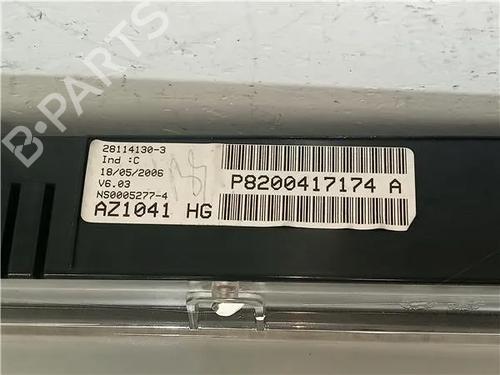 28114130-3
Ind :C
18/05/2006
V6.03
NS0005277-4
AZ1041 HG
P8200417174 A
B-PARTS